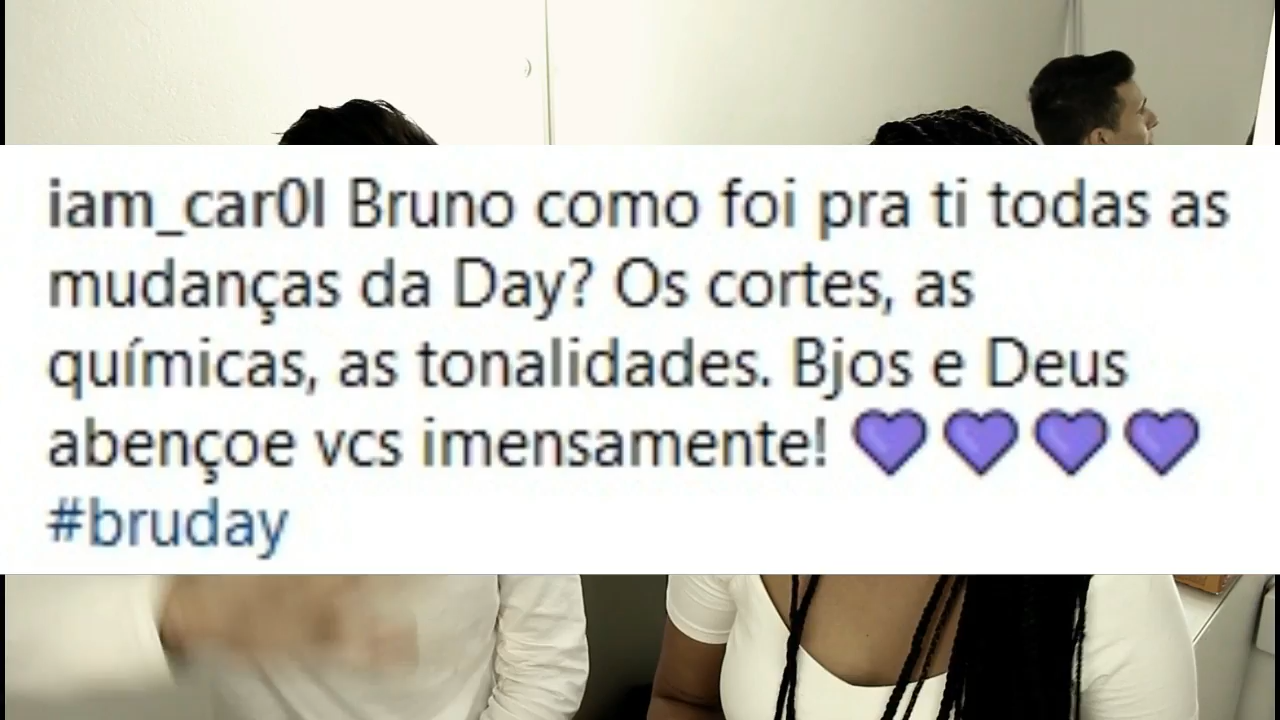 iam_car0l Bruno como foi pra ti todas as
mudanças da Day? Os cortes, as
químicas, as tonalidades. Bjos e Deus
abençoe vcs imensamente! 💜💜💜💜
#bruday